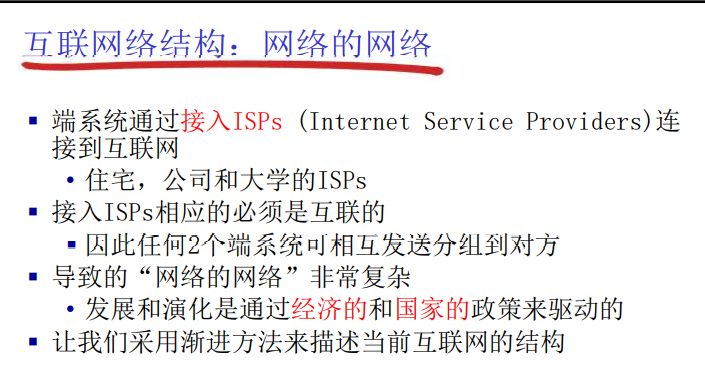 互联网络结构：网络的网络
▪ 端系统通过接入ISPs (Internet Service Providers)连
接到互联网
• 住宅，公司和大学的ISPs
▪ 接入ISPs相应的必须是互联的
▪ 因此任何2个端系统可相互发送分组到对方
▪ 导致的“网络的网络”非常复杂
• 发展和演化是通过经济的和国家的政策来驱动的
▪ 让我们采用渐进方法来描述当前互联网的结构